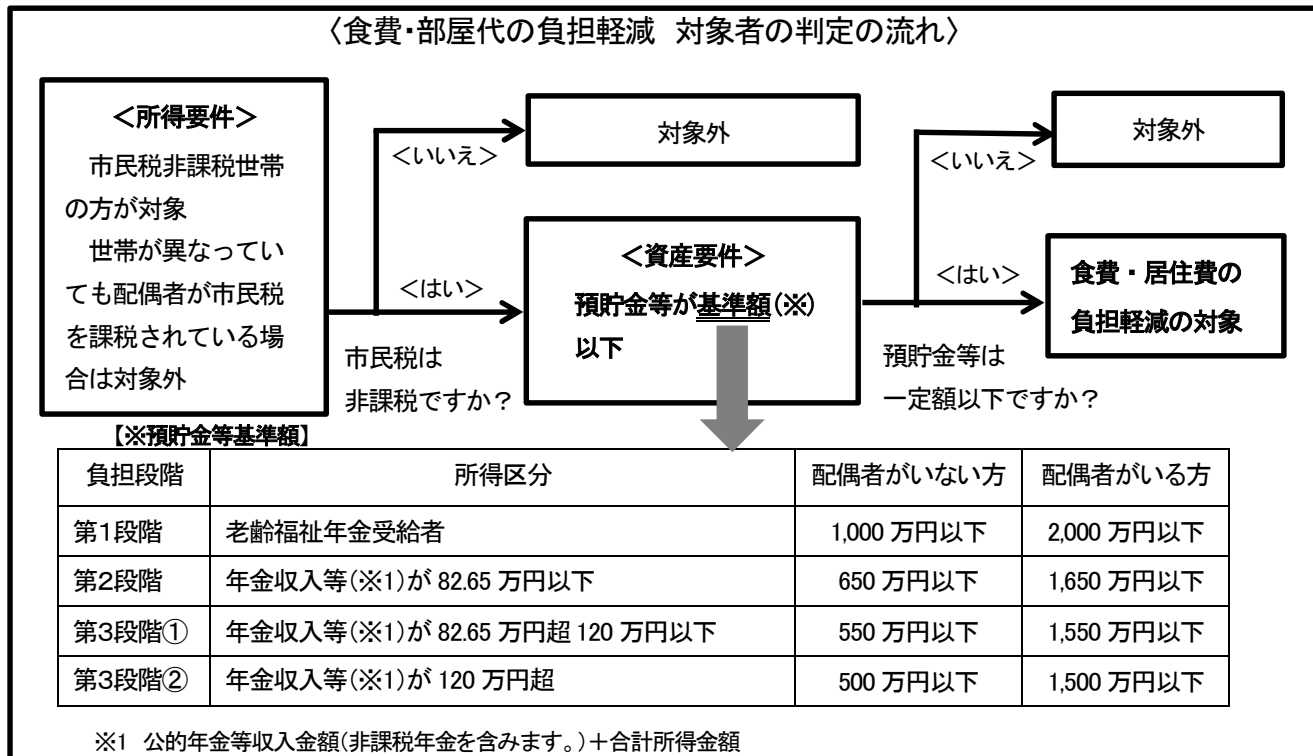 〈食費・部屋代の負担軽減 対象者の判定の流れ〉
＜所得要件＞
市民税非課税世帯
の方が対象
世帯が異なってい
ても配偶者が市民税
を課税されている場
合は対象外
＜いいえ＞
対象外
＜はい＞
市民税は
非課税ですか？
＜資産要件＞
預貯金等が基準額（※）
以下
＜いいえ＞
対象外
＜はい＞
預貯金等は
一定額以下ですか？
食費・居住費の
負担軽減の対象
【※預貯金等基準額】
負担段階 所得区分 配偶者がいない方 配偶者がいる方
第１段階 老齢福祉年金受給者 1,000 万円以下 2,000 万円以下
第２段階 年金収入等（※1）が 82.65 万円以下 650 万円以下 1,650 万円以下
第３段階① 年金収入等（※1）が 82.65 万円超 120 万円以下 550 万円以下 1,550 万円以下
第３段階② 年金収入等（※1）が 120 万円超 500 万円以下 1,500 万円以下
※1 公的年金等収入金額（非課税年金を含みます。）＋合計所得金額